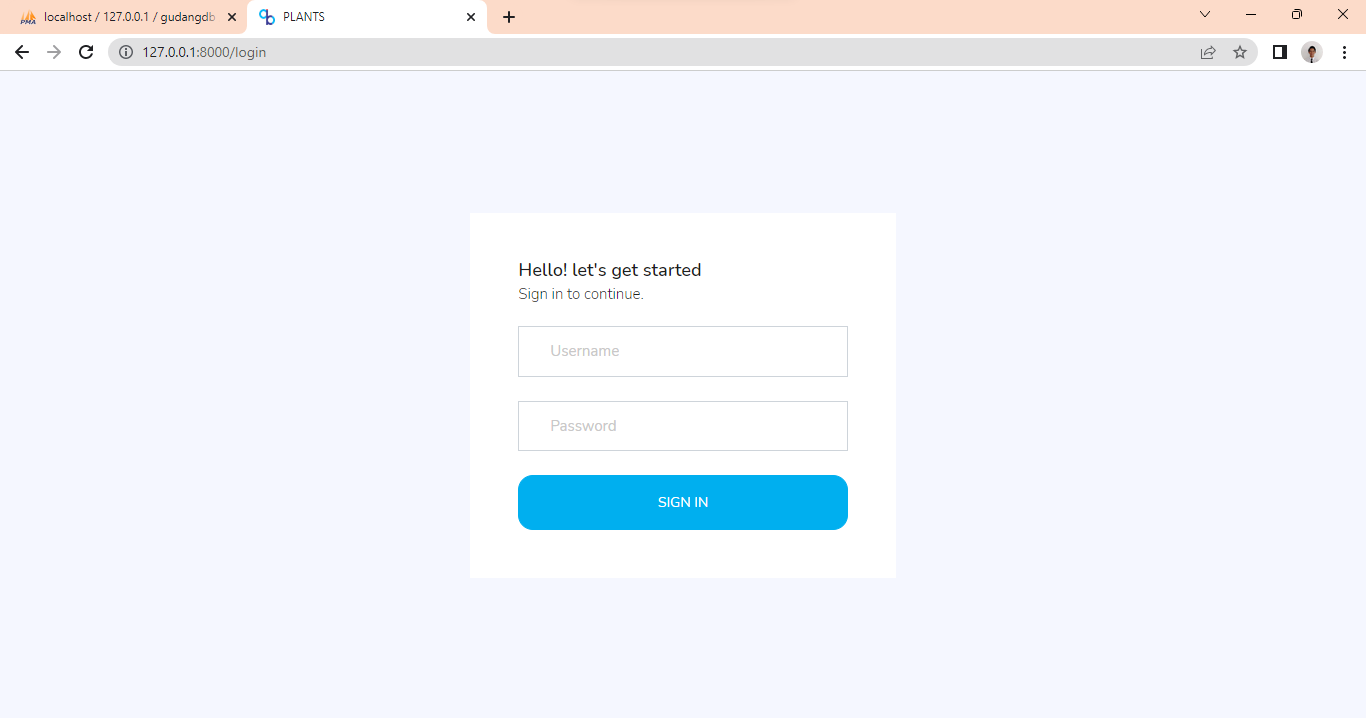 PMA
localhost / 127.0.0.1 / gudangdb
PLANTS
127.0.0.1:8000/login
Hello! let's get started
Sign in to continue.
Username
Password
SIGN IN